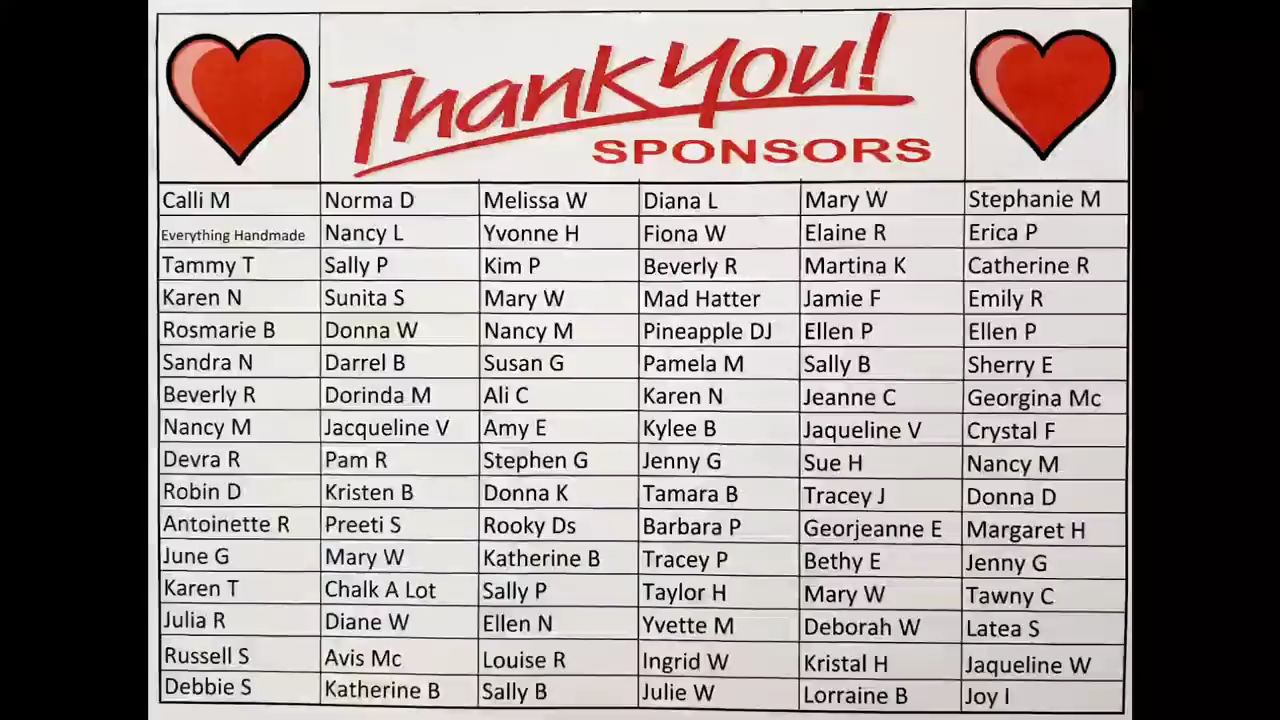 Thank You!
SPONSORS
Calli M Norma D Melissa W Diana L Mary W Stephanie M
Everything Handmade Nancy L Yvonne H Fiona W Elaine R Erica P
Tammy T Sally P Kim P Beverly R Martina K Catherine R
Karen N Sunita S Mary W Mad Hatter Jamie F Emily R
Rosmarie B Donna W Nancy M Pineapple DJ Ellen P Ellen P
Sandra N Darrel B Susan G Pamela M Sally B Sherry E
Beverly R Dorinda M Ali C Karen N Jeanne C Georgina Mc
Nancy M Jacqueline V Amy E Kylee B Jaqueline V Crystal F
Devra R Pam R Stephen G Jenny G Sue H Nancy M
Robin D Kristen B Donna K Tamara B Tracey J Donna D
Antoinette R Preeti S Rooky Ds Barbara P Georjeanne E Margaret H
June G Mary W Katherine B Tracey P Bethy E Jenny G
Karen T Chalk A Lot Sally P Taylor H Mary W Tawny C
Julia R Diane W Ellen N Yvette M Deborah W Latea S
Russell S Avis Mc Louise R Ingrid W Kristal H Jaqueline W
Debbie S Katherine B Sally B Julie W Lorraine B Joy I